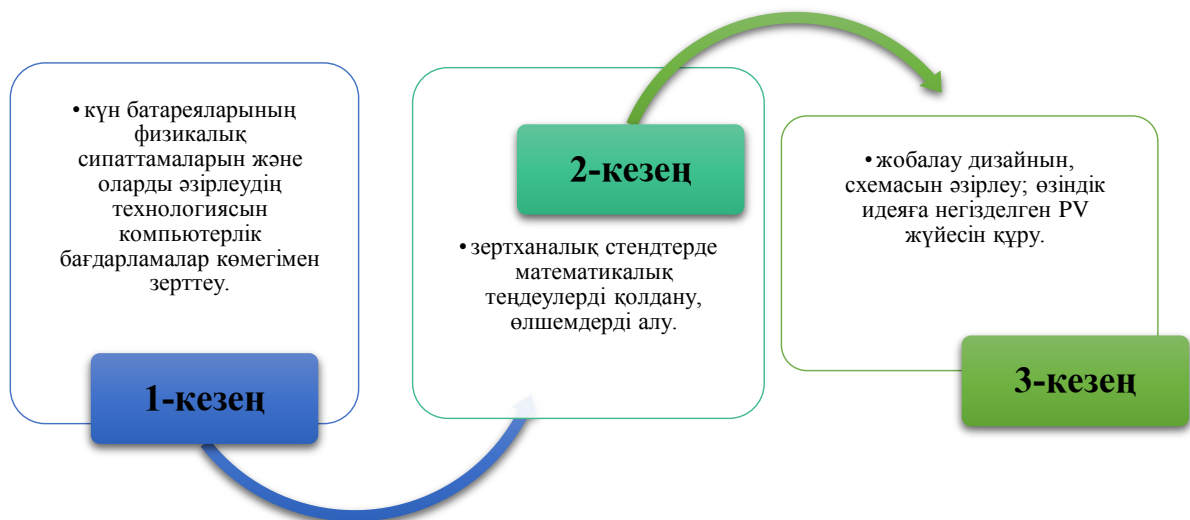 • күн батареяларының
физикалық
сипаттамаларын және
оларды әзірлеудің
технологиясын
компьютерлік
бағдарламалар көмегімен
зерттеу.
1-кезең
2-кезең
• зертханалық стендтерде
математикалық
теңдеулерді қолдану,
өлшемдерді алу.
• жобалау дизайнын,
схемасын әзірлеу; өзіндік
идеяға негізделген PV
жүйесін құру.
3-кезең